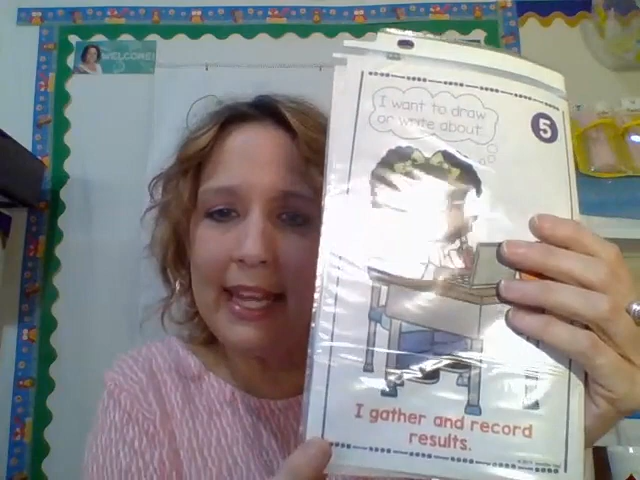 WELCOME!
I want to draw
or write about
5
I gather and record
results.